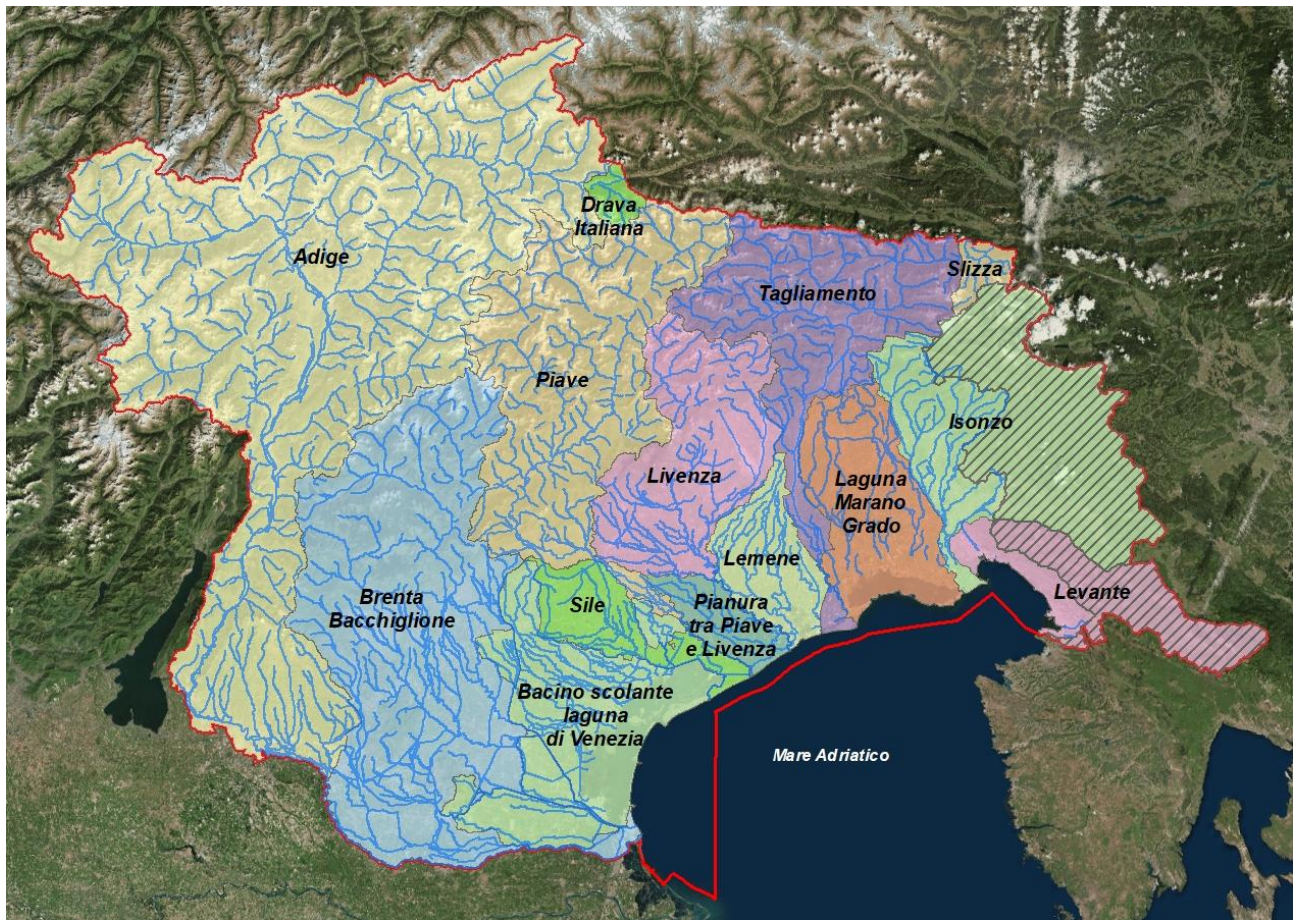 Drava
Italiana
Adige
Slizza
Tagliamento
Piave
Isonzo
Livenza
Laguna
Marano
Grado
Lemene
Levante
Brenta
Bacchiglione
Sile
Pianura
tra Piave
e Livenza
Bacino scolante
laguna
di Venezia
Mare Adriatico